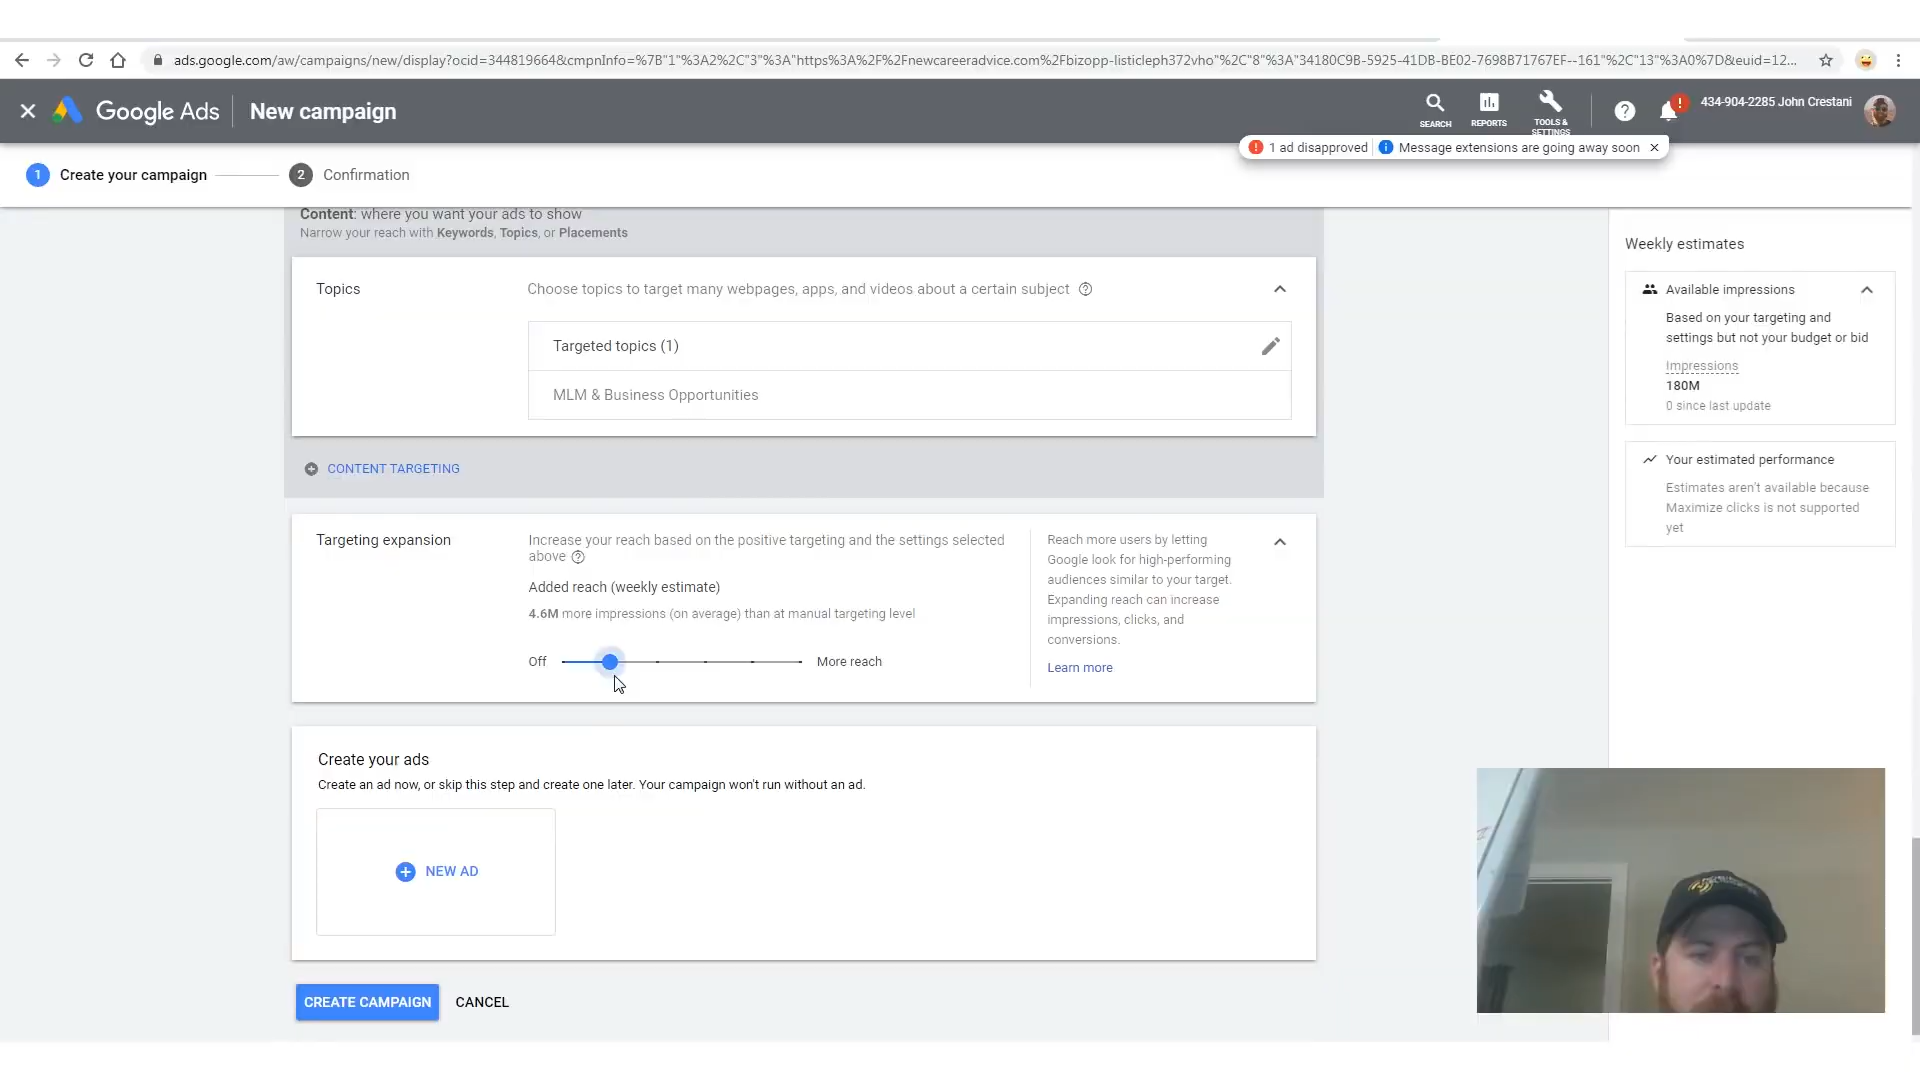 ads.google.com/aw/campaigns/new/display?ocid=344819664&cmpnInfo=%7B"1"%3A2%2C"3"%3A"https%3A%2F%2Fnewcareeradvice.com%2Fbizopp-listicleph372vho"%2C"8"%3A"34180C9B-5925-41DB-BE02-7698B71767EF--161"%2C"13"%3A0%7D&euid=12...
Google Ads
New campaign
SEARCH
REPORTS
TOOLS &
SETTINGS
434-904-2285 John Crestani
1 ad disapproved
Message extensions are going away soon
1
Create your campaign
2
Confirmation
Content: where you want your ads to show
Narrow your reach with Keywords, Topics, or Placements
Topics
Choose topics to target many webpages, apps, and videos about a certain subject
Targeted topics (1)
MLM & Business Opportunities
CONTENT TARGETING
Targeting expansion
Increase your reach based on the positive targeting and the settings selected
above
Added reach (weekly estimate)
4.6M more impressions (on average) than at manual targeting level
Off
More reach
Reach more users by letting
Google look for high-performing
audiences similar to your target.
Expanding reach can increase
impressions, clicks, and
conversions.
Learn more
Create your ads
Create an ad now, or skip this step and create one later. Your campaign won't run without an ad.
NEW AD
CREATE CAMPAIGN
CANCEL
Weekly estimates
Available impressions
Based on your targeting and
settings but not your budget or bid
Impressions
180M
0 since last update
Your estimated performance
Estimates aren't available because
Maximize clicks is not supported
yet